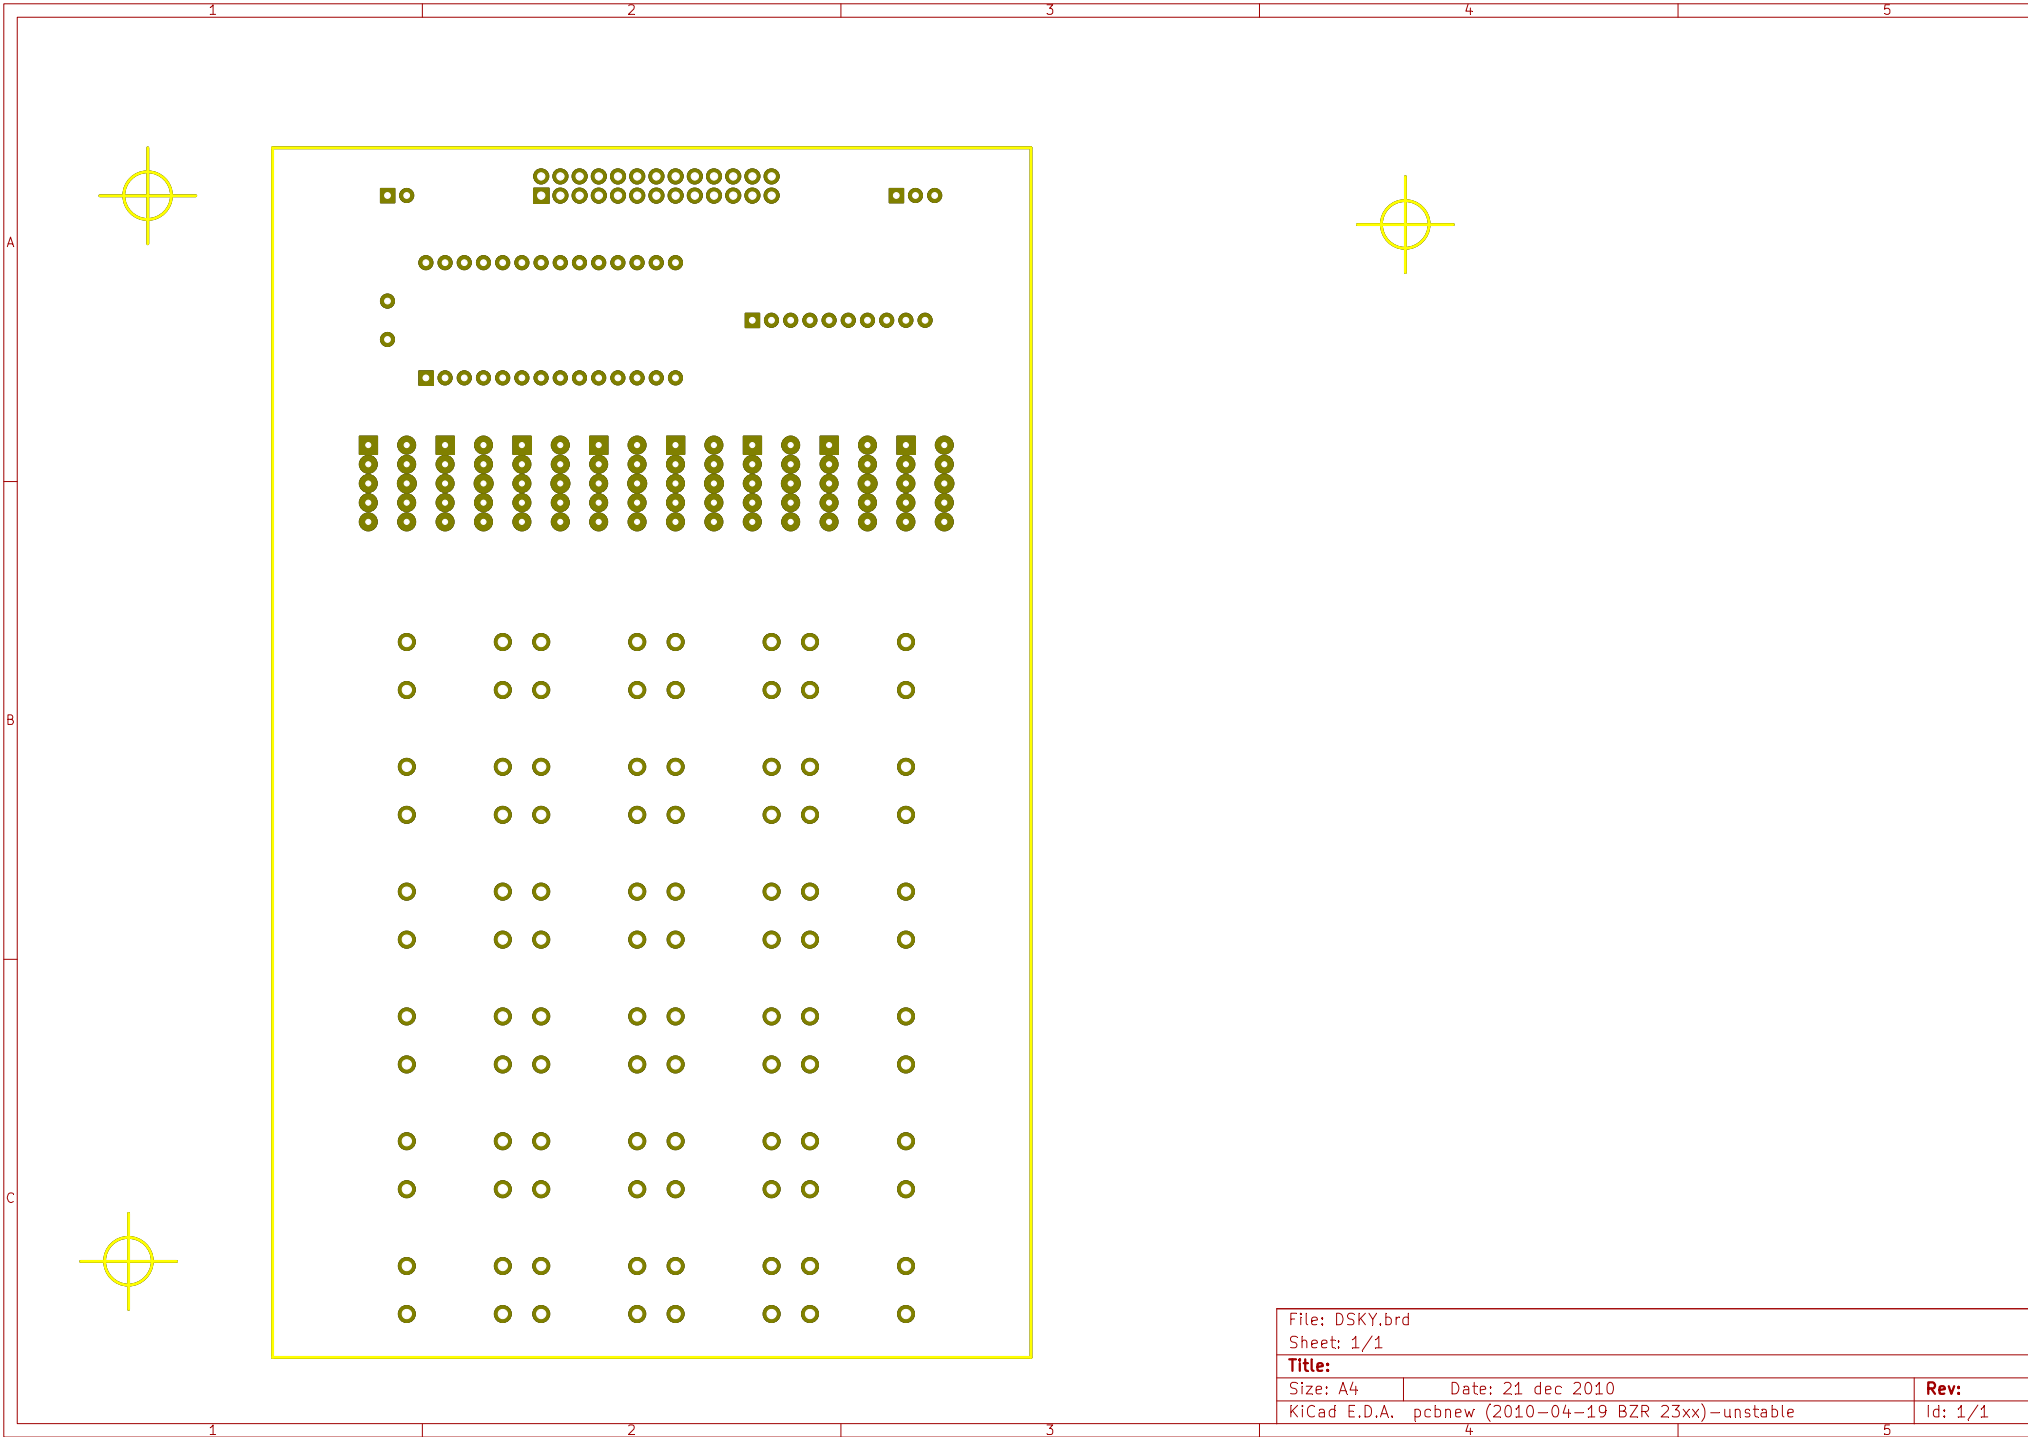 1 2 3 4 5
A
B
C
File: DSKY.brd
Sheet: 1/1
Title:
Size: A4 Date: 21 dec 2010 Rev:
KiCad E.D.A. pcbnew (2010-04-19 BZR 23xx)-unstable Id: 1/1
1 2 3 4 5